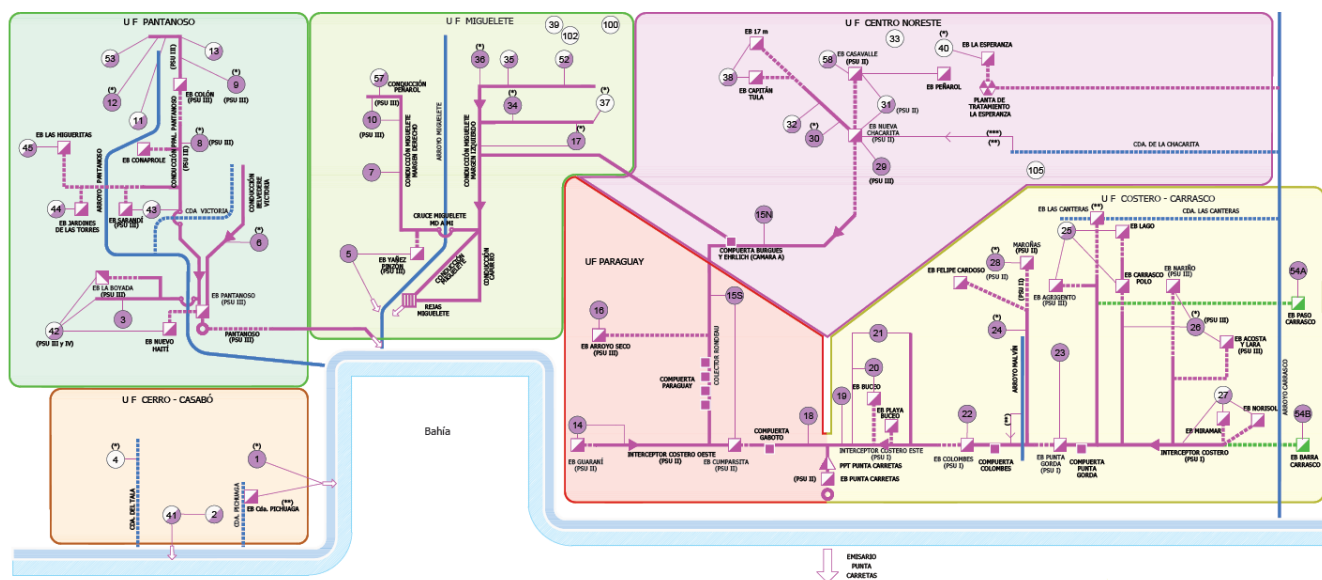 U F PANTANOSO
53
13
(PSU III)
(*)
12
11
(*)
9
(PSU III)
EB COLÓN
(PSU III)
EB LAS HIGUERITAS
45
EB CONAPROLE
(*)
8
(PSU III)
(PSU III)
CONDUCCIÓN PPAL. PANTANOSO
ARROYO PANTANOSO
44
EB JARDINES
DE LAS TORRES
EB SARANDÍ
(PSU III)
43
CDA VICTORIA
CONDUCCIÓN
BELVEDERE
VICTORIA
6
(*)
EB LA BOYADA
(PSU III)
3
42
(PSU III y IV)
EB NUEVO
HAITÍ
EB PANTANOSO
(PSU III)
PANTANOSO
(PSU III)
U F MIGUELETE
39
102
100
57
CONDUCCIÓN
PEÑAROL
(PSU III)
10
(PSU III)
7
CONDUCCIÓN MIGUELETE
MARGEN DERECHO
ARROYO MIGUELETE
(*)
36
35
52
(*)
34
(*)
37
(*)
17
CONDUCCIÓN MIGUELETE
MARGEN IZQUIERDO
CRUCE MIGUELETE
MD A MI
5
EB YAÑEZ
PINZÓN
(PSU III)
CONDUCCIÓN
MIGUELETE
CONDUCCIÓN
CAPURRO
REJAS
MIGUELETE
U F CENTRO NORESTE
EB 17 m
38
EB CAPITÁN
TULA
33
EB CASAVALLE
(PSU II)
58
EB PEÑAROL
(*)
40
EB LA ESPERANZA
PLANTA DE
TRATAMIENTO
LA ESPERANZA
31
(PSU II)
32
(*)
30
EB NUEVA
CHACARITA
(PSU II)
29
(PSU III)
(***)
(**)
CDA. DE LA CHACARITA
105
15N
COMPUERTA BURGUES
Y EHRLICH (CAMARA A)
UF PARAGUAY
16
EB ARROYO SECO
(PSU III)
15S
COLECTOR RONDEAU
COMPUERTA
PARAGUAY
14
EB GUARANÍ
(PSU II)
INTERCEPTOR COSTERO OESTE
(PSU II)
EB CUMPARSITA
(PSU II)
COMPUERTA
GABOTO
18
U F COSTERO - CARRASCO
EB LAS CANTERAS
(**)
CDA. LAS CANTERAS
25
EB LAGO
EB AGRIGENTO
(PSU III)
EB CARRASCO
POLO
EB NARIÑO
(PSU III)
(*)
(PSU III)
26
EB ACOSTA
Y LARA
(PSU III)
54A
EB PASO
CARRASCO
ARROYO CARRASCO
MAROÑAS
(PSU II)
(*)
28
(PSU II)
EB FELIPE CARDOSO
(PSU II)
(*)
24
ARROYO MALVÍN
(**)
21
20
EB BUCEO
19
EB PLAYA
BUCEO
INTERCEPTOR COSTERO ESTE
(PSU I)
PPT PUNTA CARRETAS
(PSU II)
EB PUNTA CARRETAS
22
EB COLOMBES
(PSU I)
COMPUERTA
COLOMBES
23
EB PUNTA
GORDA
(PSU I)
COMPUERTA
PUNTA
GORDA
27
EB NORISOL
EB MIRAMAR
INTERCEPTOR COSTERO
(PSU I)
54B
EB BARRA
CARRASCO
U F CERRO - CASABÓ
(*)
4
CDA. DEL TALA
(*)
1
CDA. PICHUAGA
(**)
EB Cda. PICHUAGA
41
2
Bahía
EMISARIO
PUNTA
CARRETAS